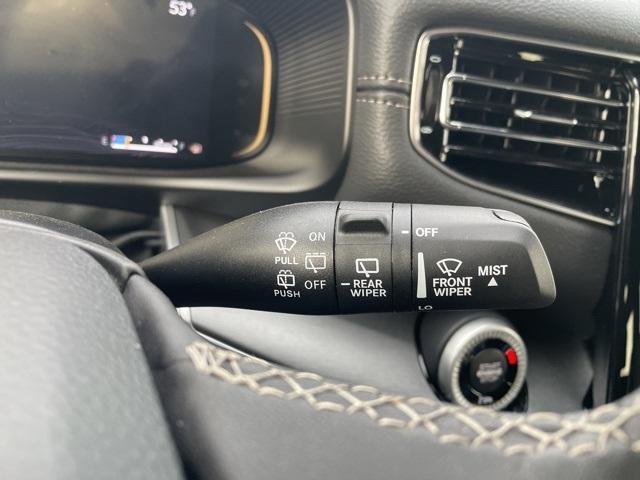 53°F
ON
PULL
OFF
PUSH
REAR
WIPER
OFF
FRONT
WIPER
MIST
LO